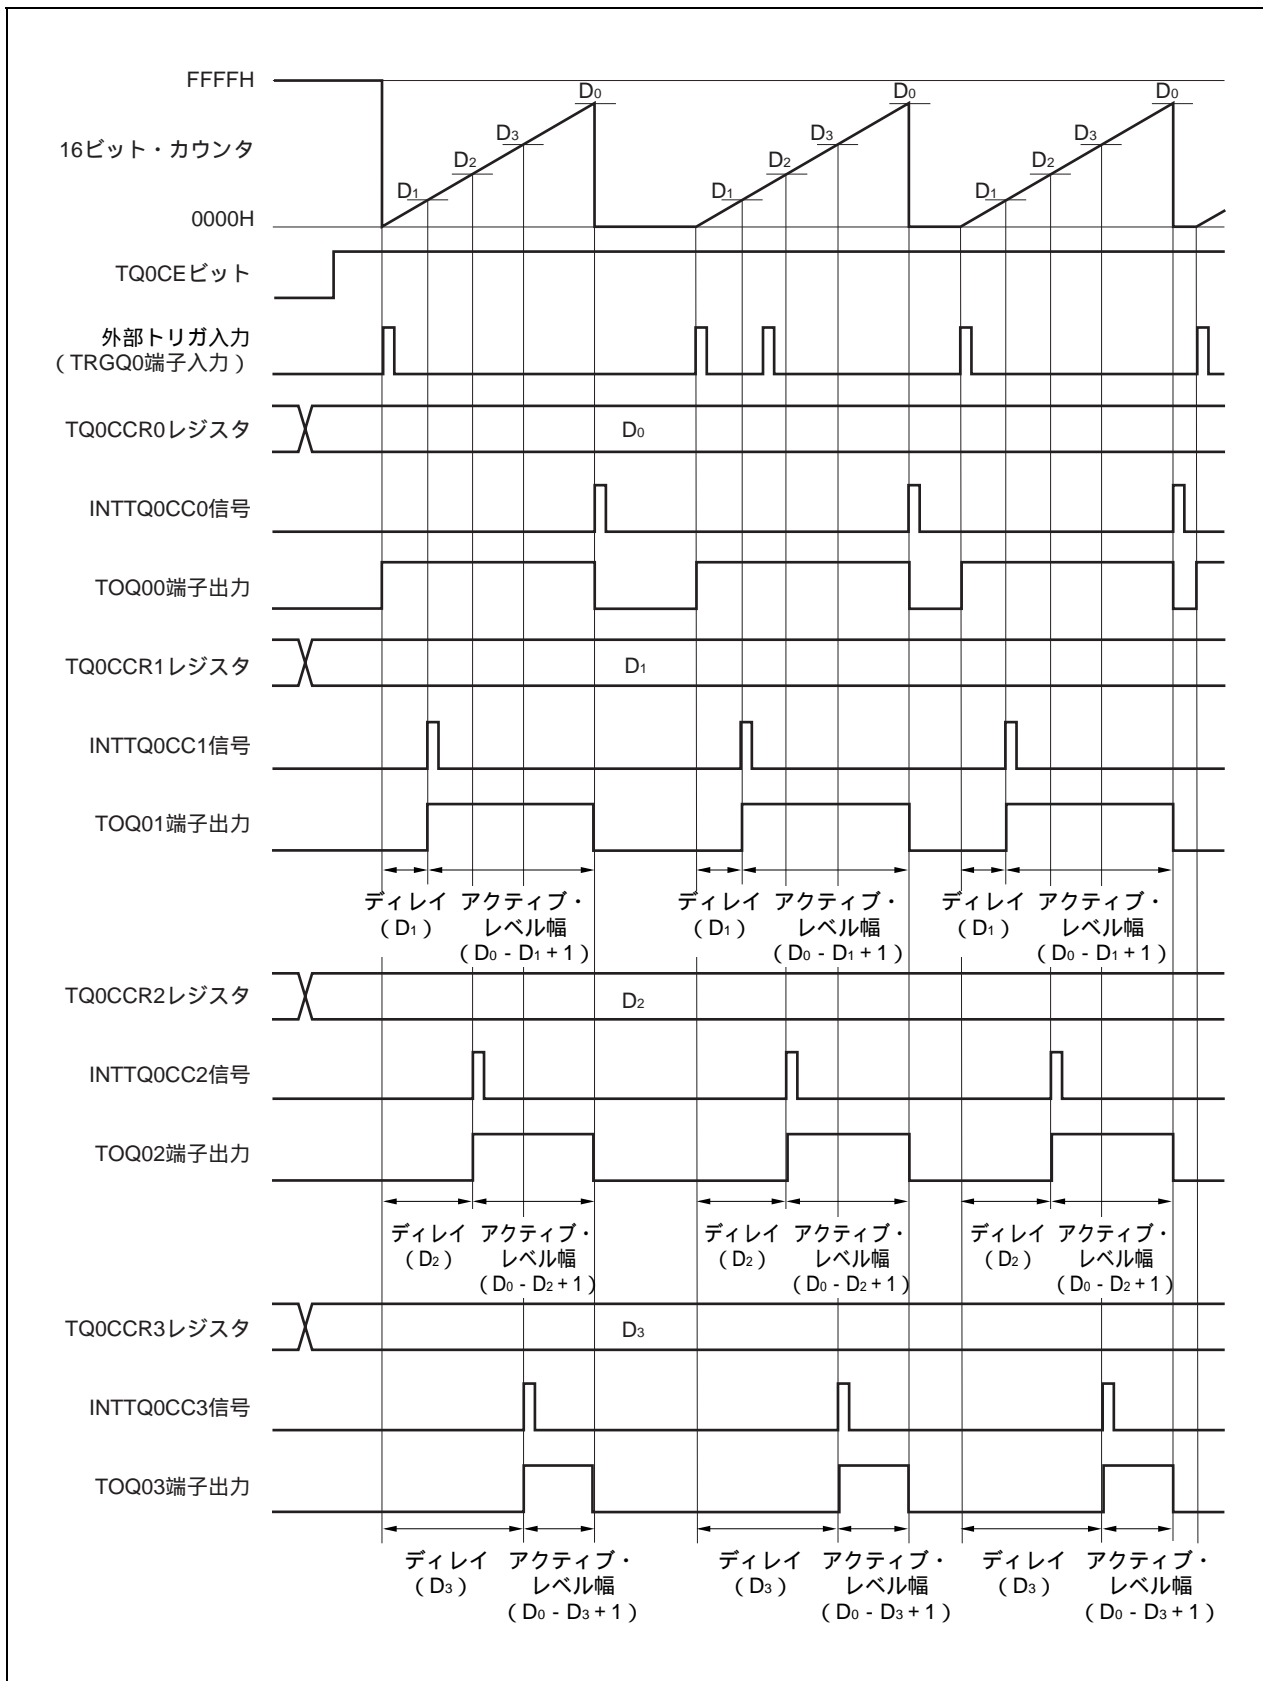 FFFFH
D0 D0 D0
16ビット・カウンタ
D3 D3 D3
D2 D2 D2
D1 D1 D1
0000H
TQ0CEビット
外部トリガ入力
（TRGQ0端子入力）
TQ0CCR0レジスタ
D0
INTTQ0CC0信号
TOQ00端子出力
TQ0CCR1レジスタ
D1
INTTQ0CC1信号
TOQ01端子出力
ディレイ アクティブ・ ディレイ アクティブ・ ディレイ アクティブ・
（D1） レベル幅 （D1） レベル幅 （D1） レベル幅
（D0 - D1 + 1） （D0 - D1 + 1） （D0 - D1 + 1）
TQ0CCR2レジスタ
D2
INTTQ0CC2信号
TOQ02端子出力
ディレイ アクティブ・ ディレイ アクティブ・ ディレイ アクティブ・
（D2） レベル幅 （D2） レベル幅 （D2） レベル幅
（D0 - D2 + 1） （D0 - D2 + 1） （D0 - D2 + 1）
TQ0CCR3レジスタ
D3
INTTQ0CC3信号
TOQ03端子出力
ディレイ アクティブ・ ディレイ アクティブ・ ディレイ アクティブ・
（D3） レベル幅 （D3） レベル幅 （D3） レベル幅
（D0 - D3 + 1） （D0 - D3 + 1） （D0 - D3 + 1）